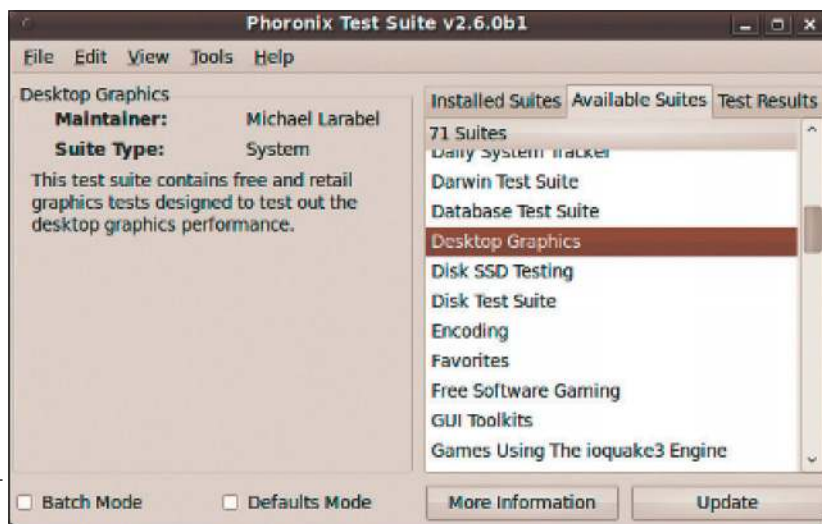 Phoronix Test Suite v2.6.0b1
File Edit View Tools Help
Desktop Graphics
Maintainer: Michael Larabel
Suite Type: System
This test suite contains free and retail
graphics tests designed to test out the
desktop graphics performance.
Installed Suites Available Suites Test Results
71 Suites
Daily System Tracker
Darwin Test Suite
Database Test Suite
Desktop Graphics
Disk SSD Testing
Disk Test Suite
Encoding
Favorites
Free Software Gaming
GUI Toolkits
Games Using The ioquake3 Engine
Batch Mode Defaults Mode More Information Update